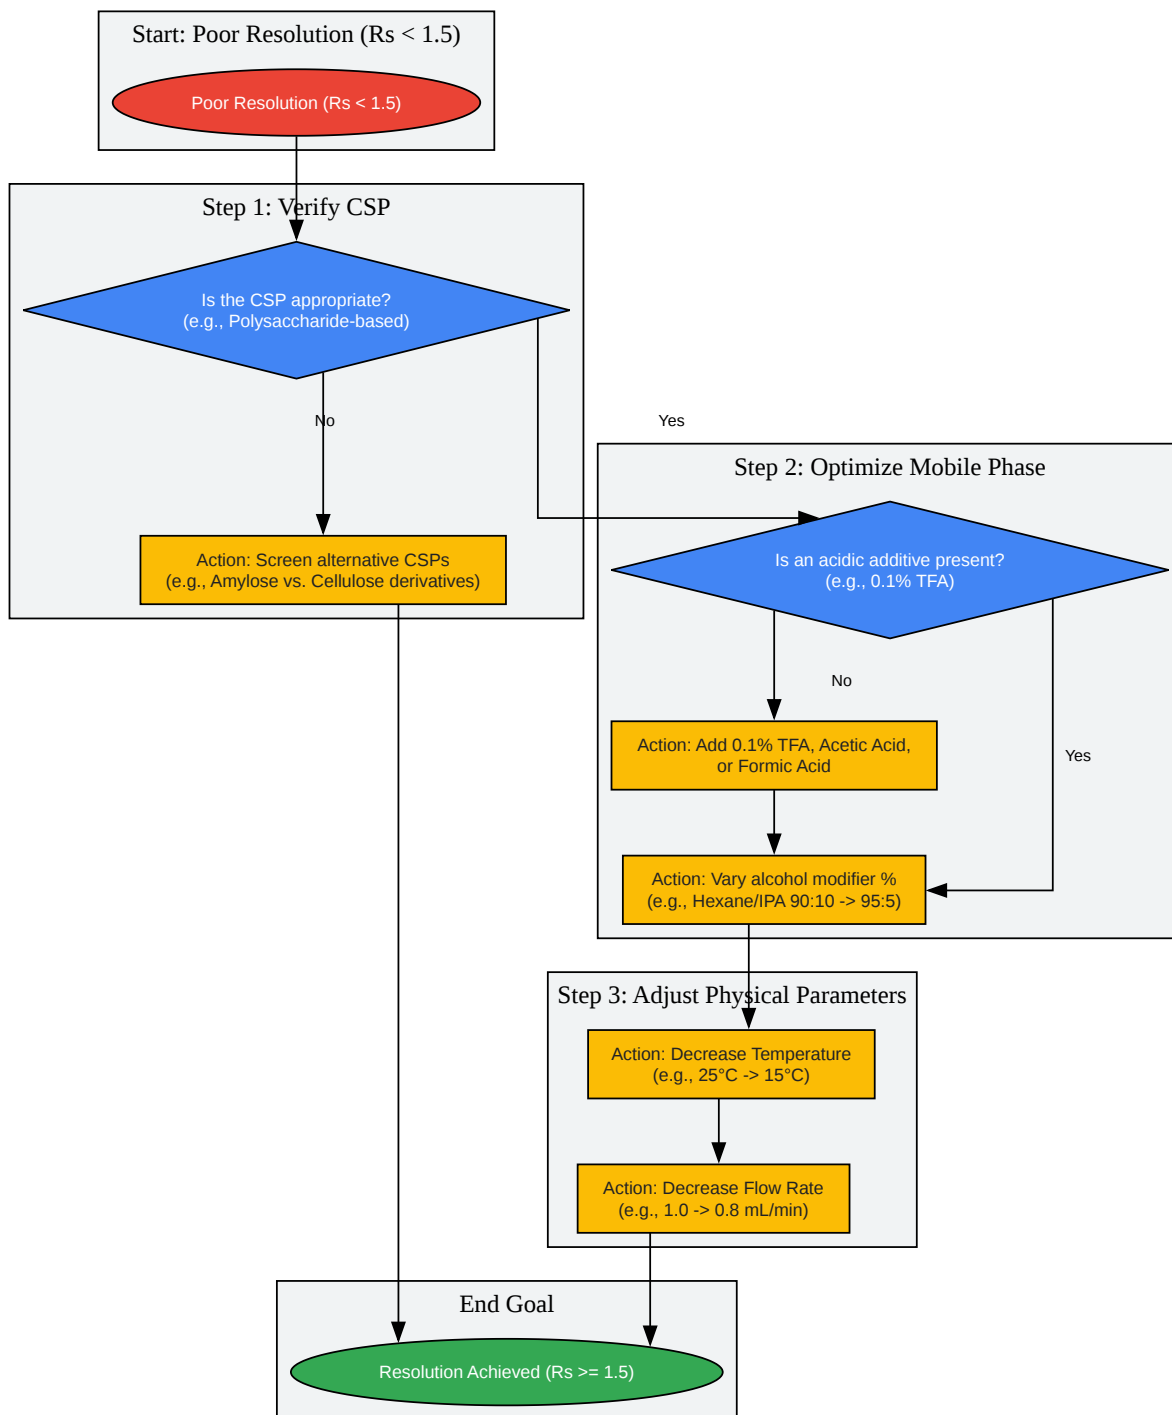 Start: Poor Resolution (Rs < 1.5)
Poor Resolution (Rs < 1.5)
Step 1: Verify CSP
Is the CSP appropriate?
(e.g., Polysaccharide-based)
No
Yes
Action: Screen alternative CSPs
(e.g., Amylose vs. Cellulose derivatives)
Step 2: Optimize Mobile Phase
Is an acidic additive present?
(e.g., 0.1% TFA)
No
Yes
Action: Add 0.1% TFA, Acetic Acid,
or Formic Acid
Action: Vary alcohol modifier %
(e.g., Hexane/IPA 90:10 -> 95:5)
Step 3: Adjust Physical Parameters
Action: Decrease Temperature
(e.g., 25°C -> 15°C)
Action: Decrease Flow Rate
(e.g., 1.0 -> 0.8 mL/min)
End Goal
Resolution Achieved (Rs >= 1.5)